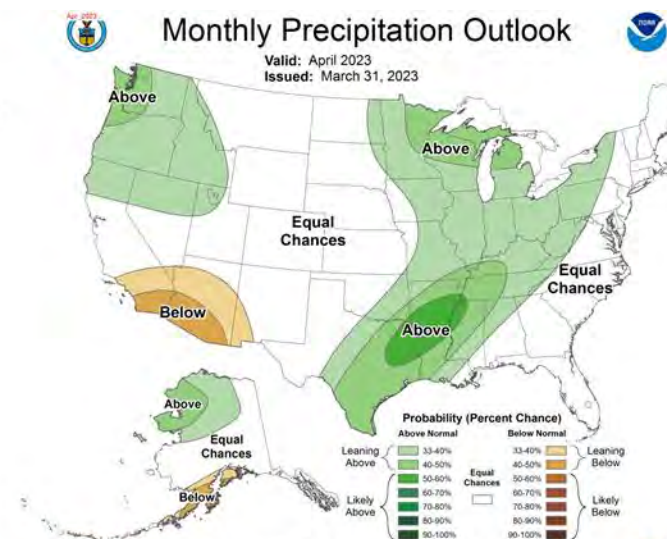 Apr 2023
Monthly Precipitation Outlook
NOAA
Valid: April 2023
Issued: March 31, 2023
Above
Above
Equal
Chances
Equal
Chances
Below
Above
Above
Equal
Chances
Below
Probability (Percent Chance)
Above Normal
Below Normal
Leaning
Above
33-40%
40-50%
Likely
Above
50-60%
60-70%
70-80%
80-90%
90-100%
Equal
Chances
33-40%
40-50%
Leaning
Below
50-60%
60-70%
70-80%
80-90%
90-100%
Likely
Below